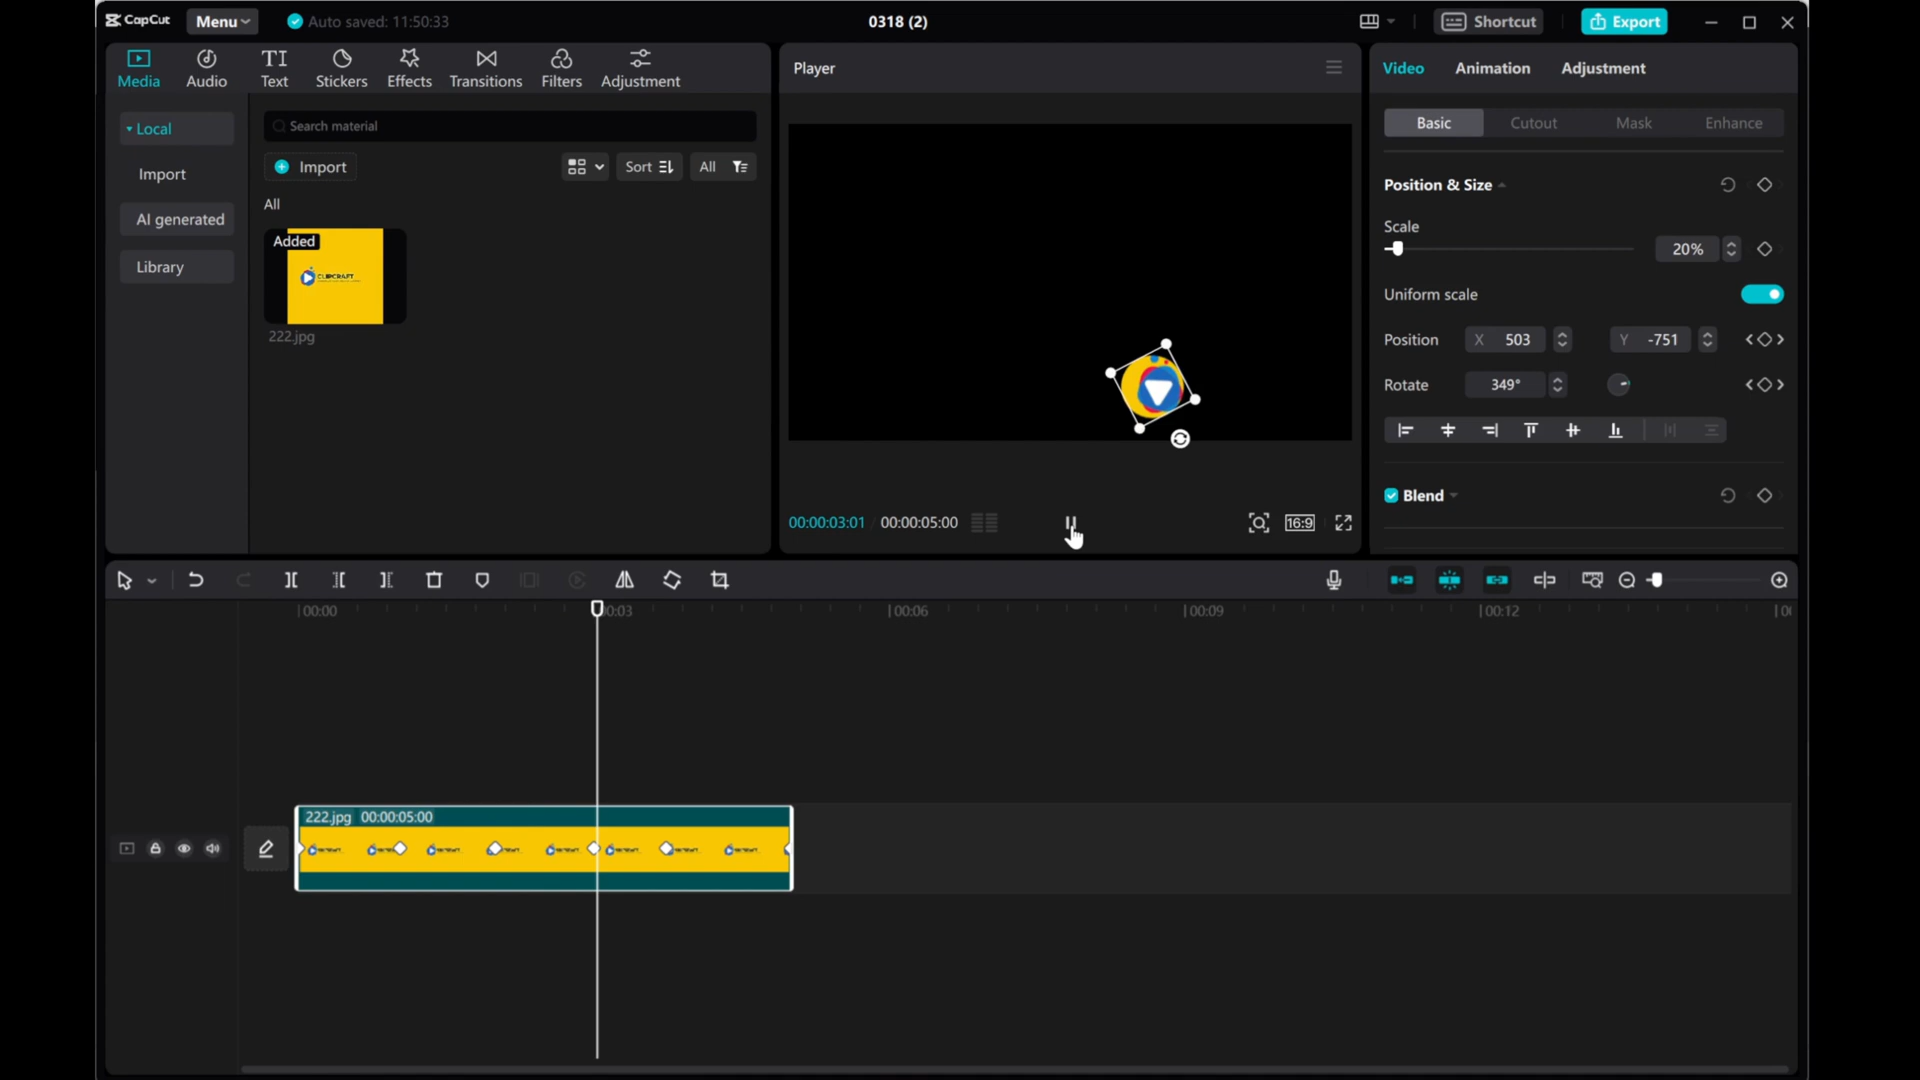 CapCut
Menu
Auto saved: 11:50:33
0318 (2)
Shortcut
Export
Media
Audio
TI
Text
Stickers
Effects
Transitions
Filters
Adjustment
Local
Import
AI generated
Library
Search material
Import
Sort
All
All
Added
CLIPCRAFT
222.jpg
Player
00:00:03:01 / 00:00:05:00
16:9
Video
Animation
Adjustment
Basic
Cutout
Mask
Enhance
Position & Size
Scale
20%
Uniform scale
Position
X 503
Y -751
Rotate
349°
Blend
00:00
00:03
00:06
00:09
00:12
222.jpg 00:00:05:00